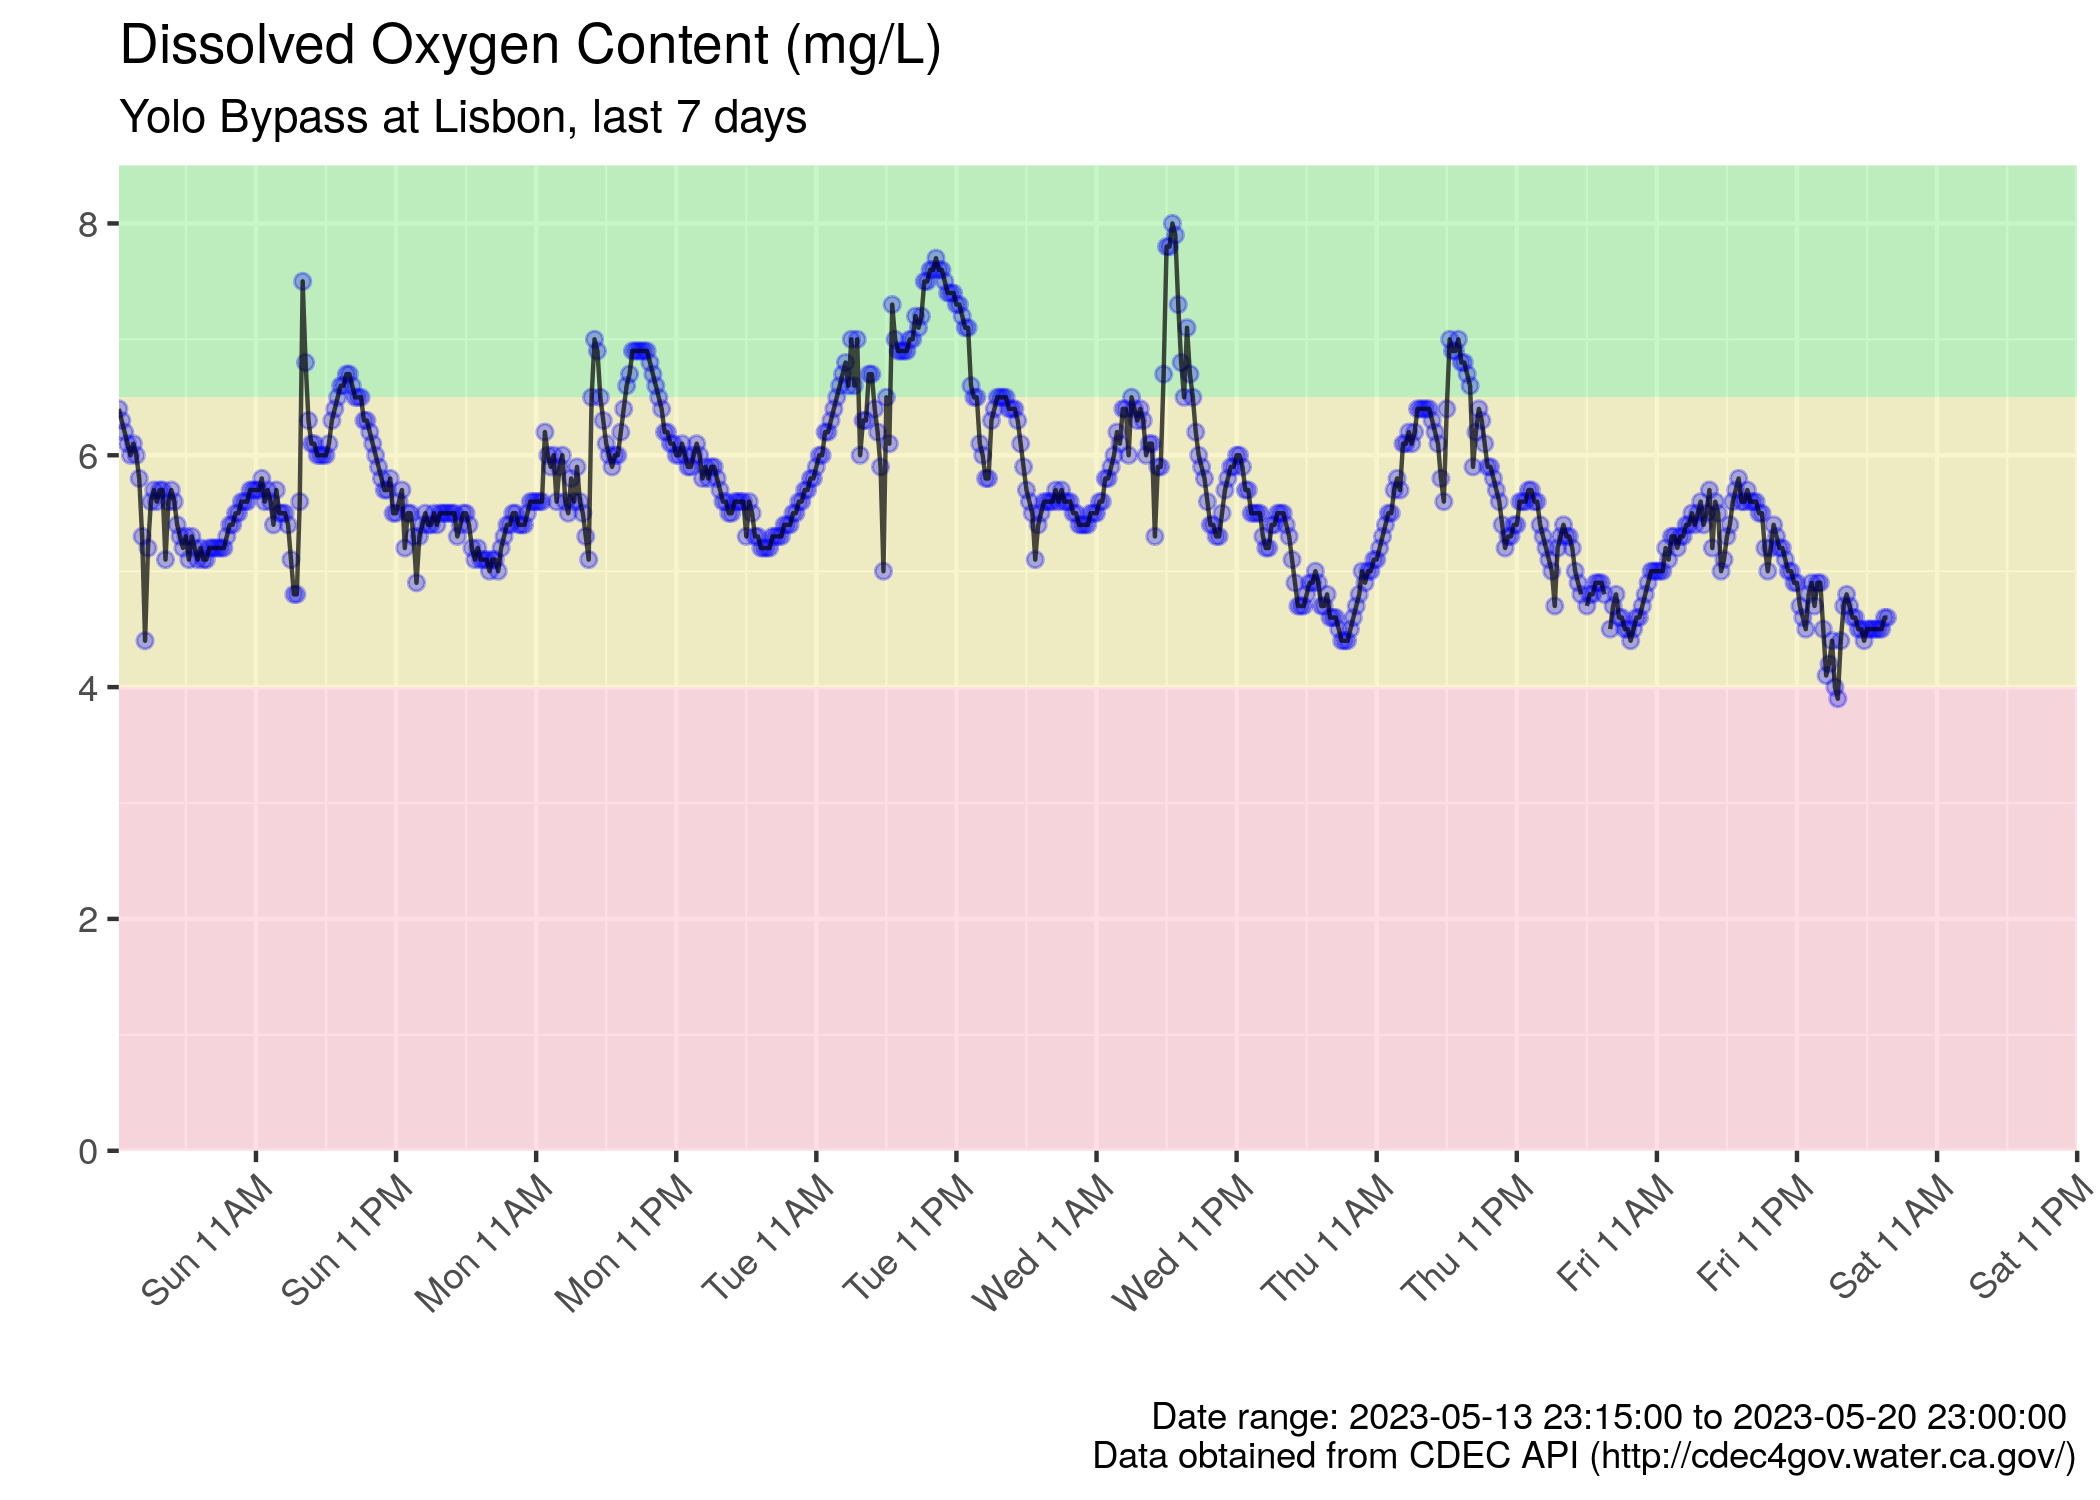 Dissolved Oxygen Content (mg/L)
Yolo Bypass at Lisbon, last 7 days
8
6
4
2
0
Sun 11AM
Sun 11PM
Mon 11AM
Mon 11PM
Tue 11AM
Tue 11PM
Wed 11AM
Wed 11PM
Thu 11AM
Thu 11PM
Fri 11AM
Fri 11PM
Sat 11AM
Sat 11PM
Date range: 2023-05-13 23:15:00 to 2023-05-20 23:00:00
Data obtained from CDEC API (http://cdec4gov.water.ca.gov/)